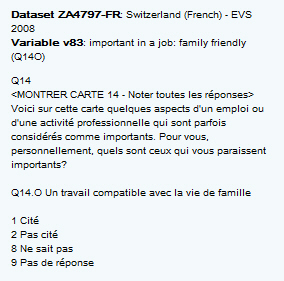 Dataset ZA4797-FR: Switzerland (French) - EVS
2008
Variable v83: important in a job: family friendly
(Q14O)
Q14
<MONTRER CARTE 14 - Noter toutes les réponses>
Voici sur cette carte quelques aspects d'un emploi ou
d'une activité professionnelle qui sont parfois
considérés comme importants. Pour vous,
personnellement, quels sont ceux qui vous paraissent
importants?
Q14.O Un travail compatible avec la vie de famille
1 Cité
2 Pas cité
8 Ne sait pas
9 Pas de réponse